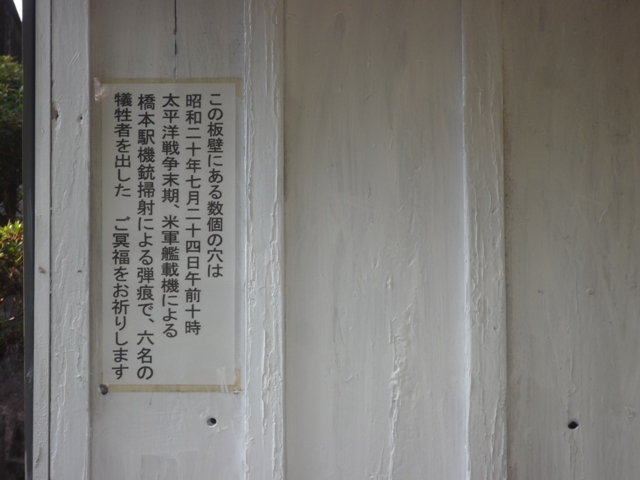 この板壁にある数個の穴は
昭和二十年七月二十四日午前十時
太平洋戦争末期、米軍艦載機による
橋本駅機銃掃射による弾痕で、六名の
犠牲者を出した　ご冥福をお祈りします